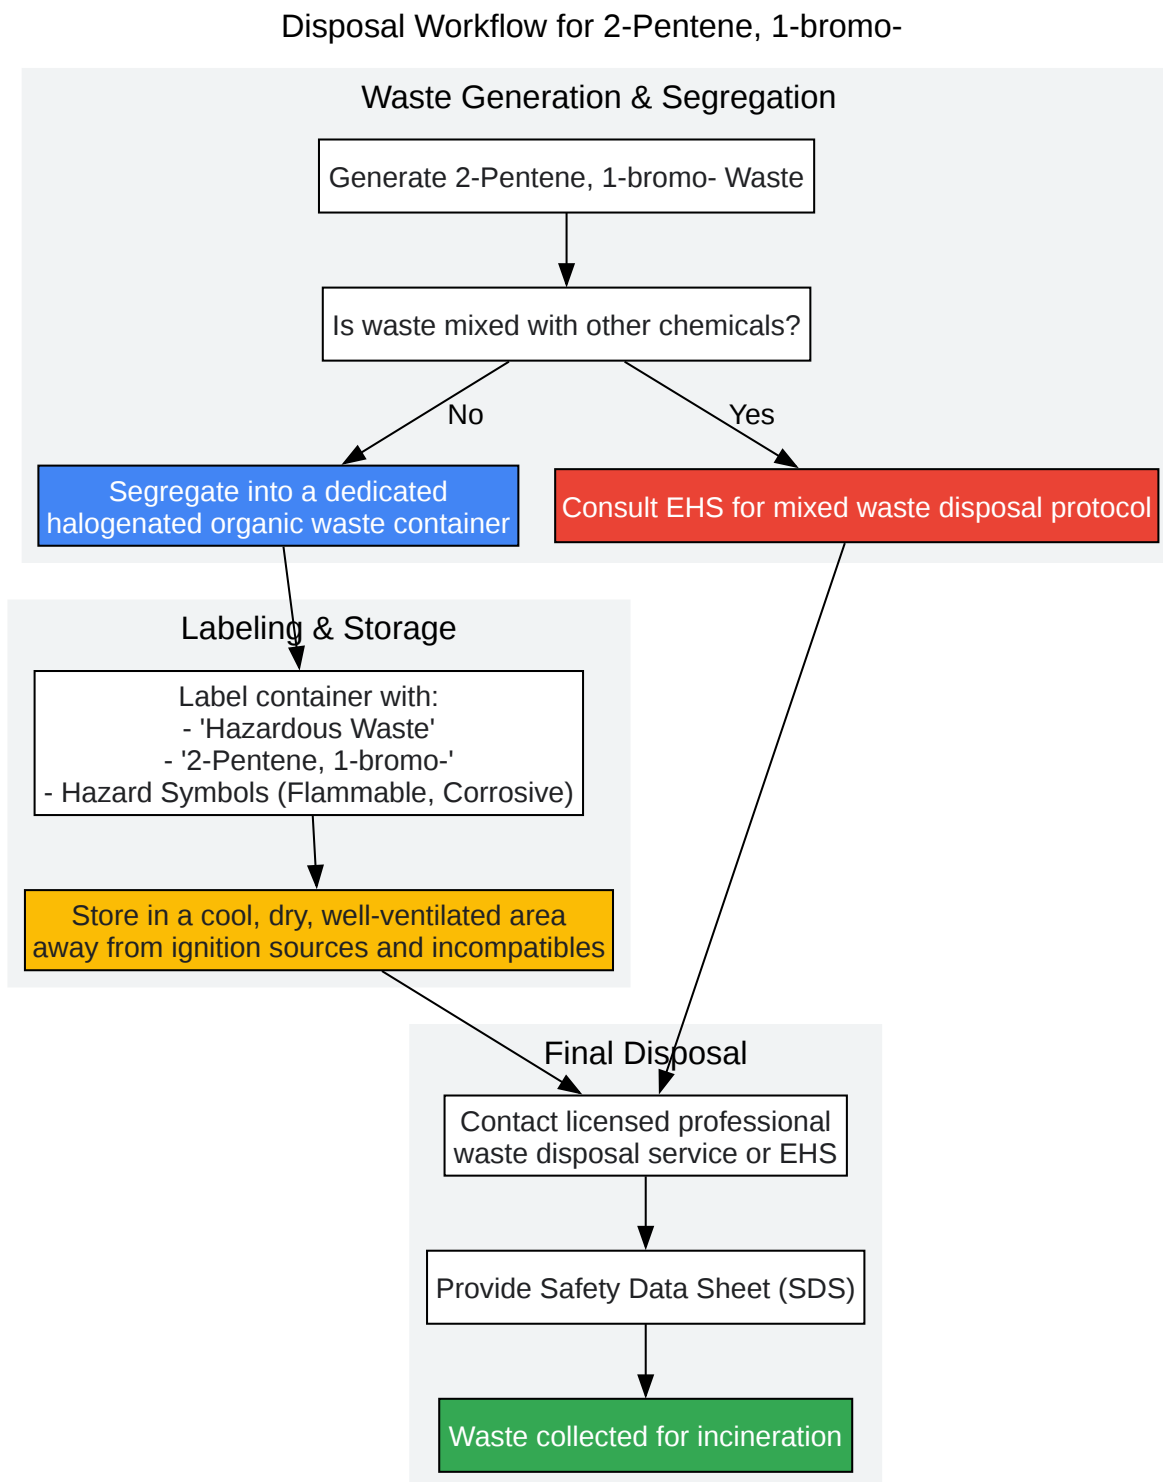 Disposal Workflow for 2-Pentene, 1-bromo-
Waste Generation & Segregation
Generate 2-Pentene, 1-bromo- Waste
Is waste mixed with other chemicals?
No
Yes
Segregate into a dedicated
halogenated organic waste container
Consult EHS for mixed waste disposal protocol
Labeling & Storage
Label container with:
- 'Hazardous Waste'
- '2-Pentene, 1-bromo-'
- Hazard Symbols (Flammable, Corrosive)
Store in a cool, dry, well-ventilated area
away from ignition sources and incompatibles
Final Disposal
Contact licensed professional
waste disposal service or EHS
Provide Safety Data Sheet (SDS)
Waste collected for incineration